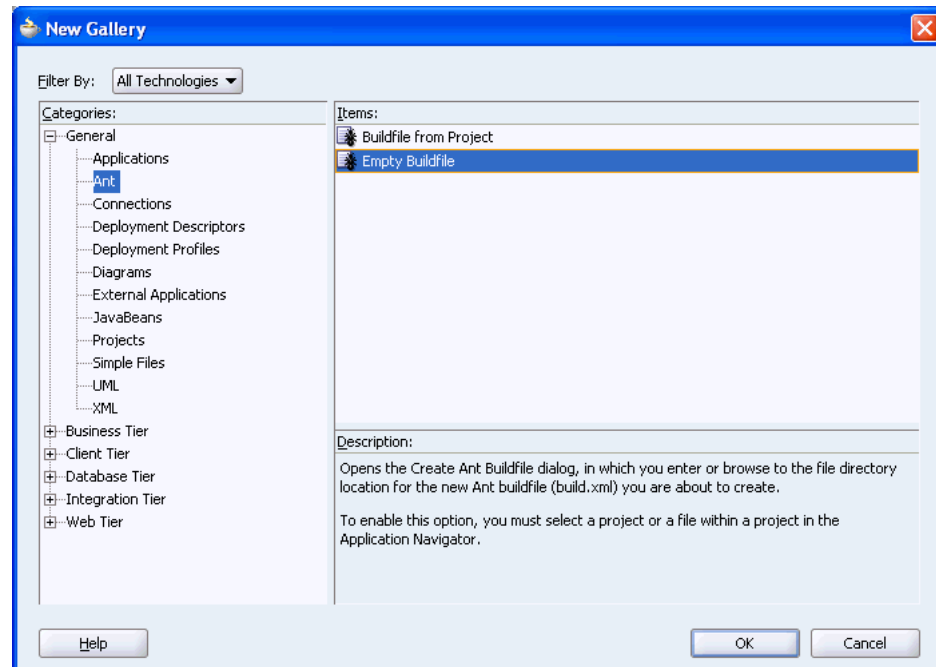 New Gallery
Filter By: All Technologies
Categories:
General
Applications
Ant
Connections
Deployment Descriptors
Deployment Profiles
Diagrams
External Applications
JavaBeans
Projects
Simple Files
UML
XML
Business Tier
Client Tier
Database Tier
Integration Tier
Web Tier
Items:
Buildfile from Project
Empty Buildfile
Description:
Opens the Create Ant Buildfile dialog, in which you enter or browse to the file directory
location for the new Ant buildfile (build.xml) you are about to create.
To enable this option, you must select a project or a file within a project in the
Application Navigator.
Help
OK
Cancel